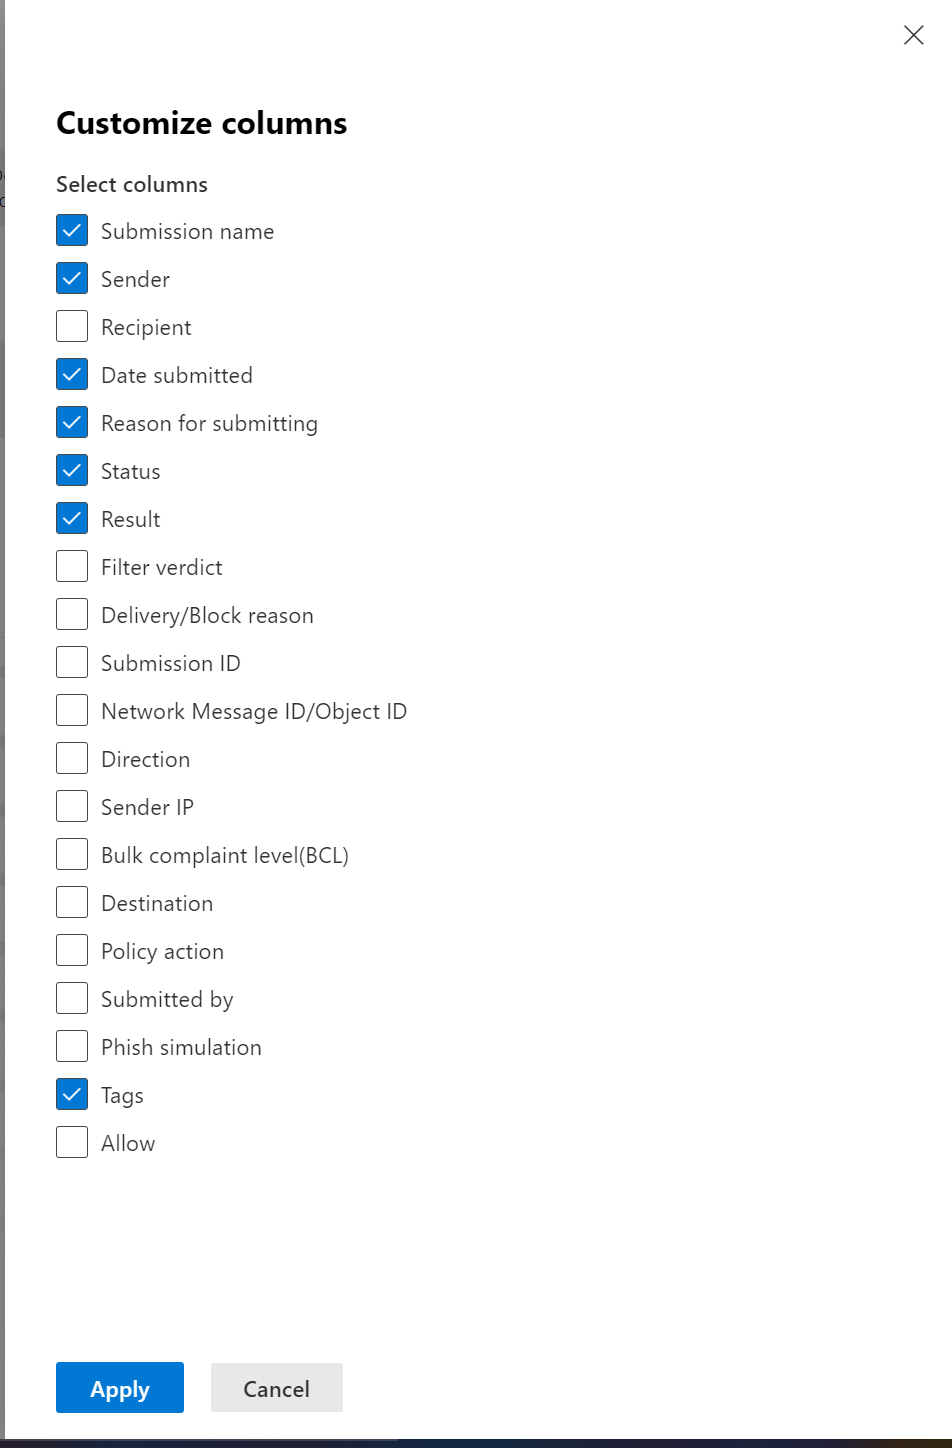 Customize columns
Select columns
Submission name
Sender
Recipient
Date submitted
Reason for submitting
Status
Result
Filter verdict
Delivery/Block reason
Submission ID
Network Message ID/Object ID
Direction
Sender IP
Bulk complaint level(BCL)
Destination
Policy action
Submitted by
Phish simulation
Tags
Allow
Apply
Cancel